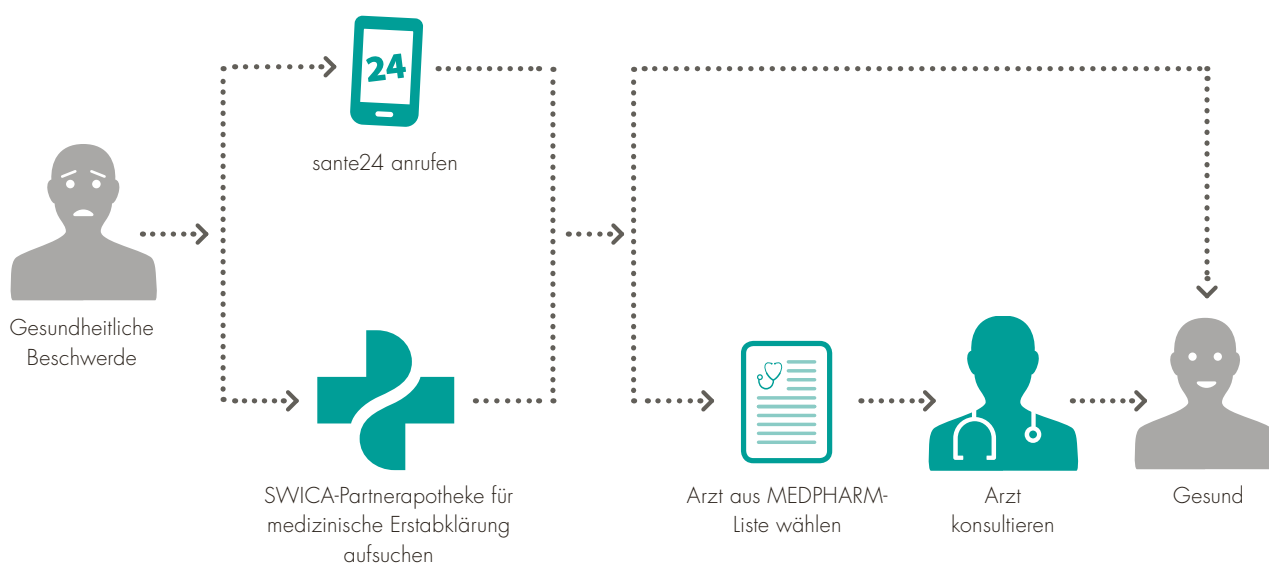 24
sante24 anrufen
Gesundheitliche
Beschwerde
SWICA-Partnerapotheke für
medizinische Erstabklärung
aufsuchen
Arzt aus MEDPHARM-
Liste wählen
Arzt
konsultieren
Gesund